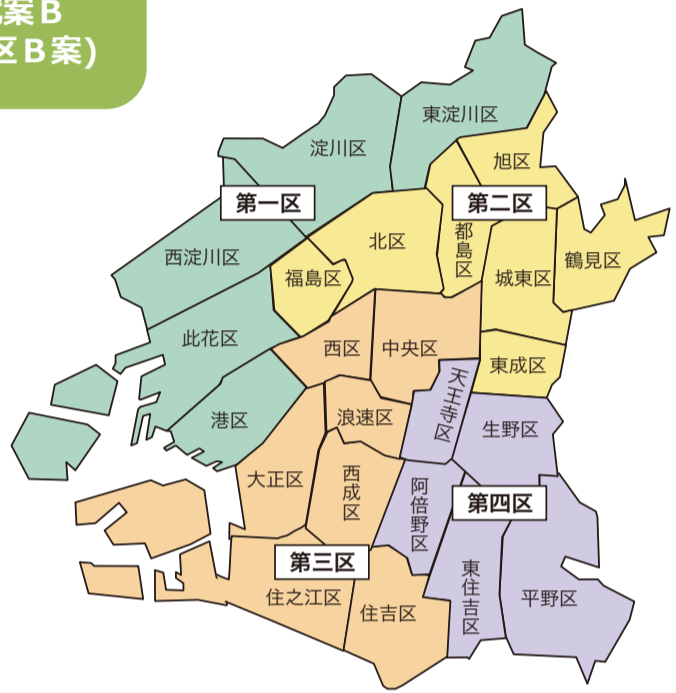 案B
区B案)
東淀川区
淀川区
旭区
第一区
第二区
北区
都島区
西淀川区
鶴見区
城東区
福島区
此花区
西区
中央区
東成区
天王寺区
浪速区
港区
生野区
大正区
西成区
阿倍野区
第四区
第三区
東住吉区
住之江区
平野区
住吉区